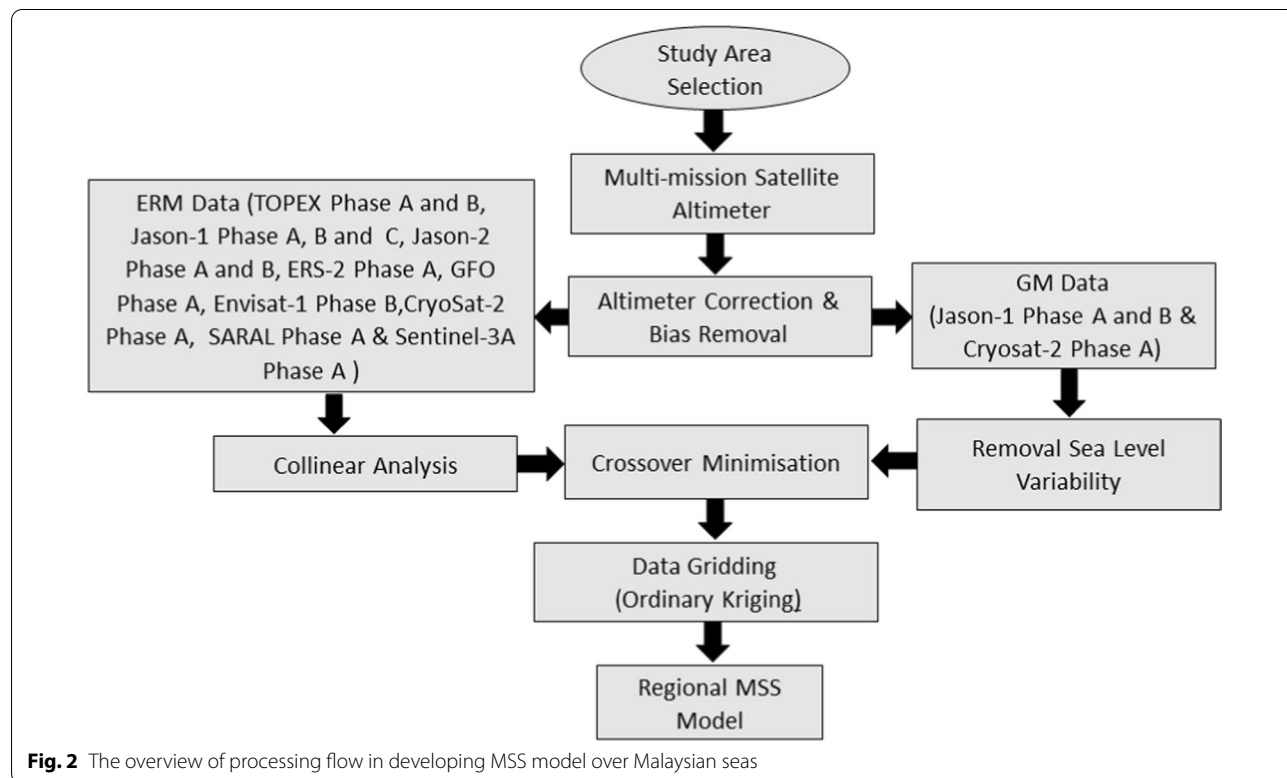 Study Area
Selection
Multi-mission Satellite
Altimeter
ERM Data (TOPEX Phase A and B,
Jason-1 Phase A, B and C, Jason-2
Phase A and B, ERS-2 Phase A, GFO
Phase A, Envisat-1 Phase B,CryoSat-2
Phase A, SARAL Phase A & Sentinel-3A
Phase A )
Altimeter Correction &
Bias Removal
GM Data
(Jason-1 Phase A and B &
Cryosat-2 Phase A)
Collinear Analysis
Crossover Minimisation
Removal Sea Level
Variability
Data Gridding
(Ordinary Kriging)
Regional MSS
Model
Fig. 2 The overview of processing flow in developing MSS model over Malaysian seas